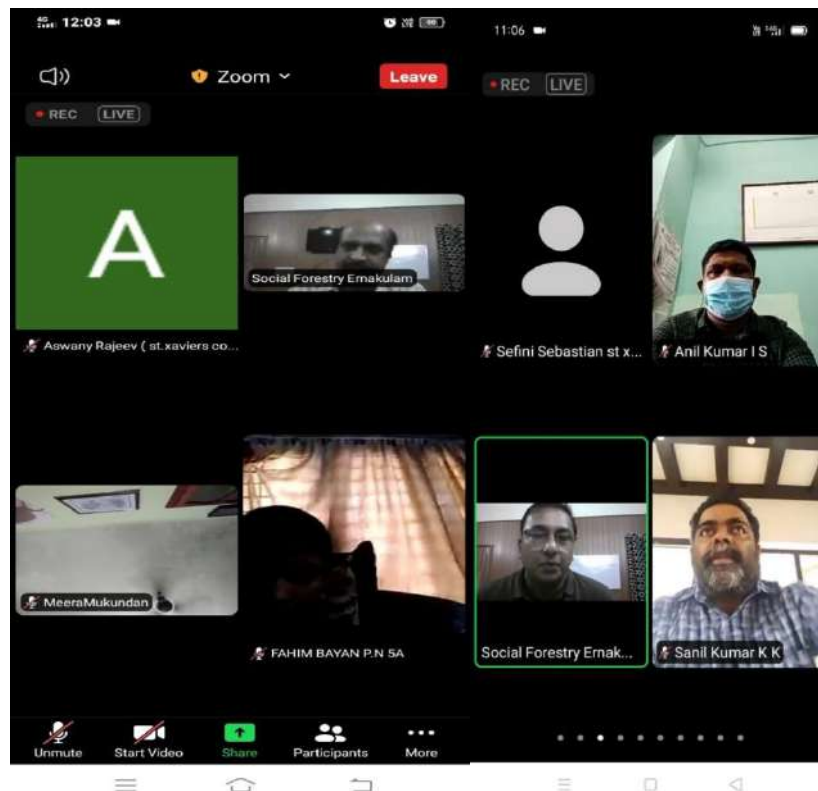 4G 12:03
Zoom
Leave
REC LIVE
A
Aswany Rajeev ( st.xaviers co...
Social Forestry Ernakulam
MeeraMukundan
FAHIM BAYAN P.N 5A
Unmute Start Video Share Participants More
11:06
REC LIVE
Sefini Sebastian st x...
Anil Kumar I S
Social Forestry Ernak...
Sanil Kumar K K